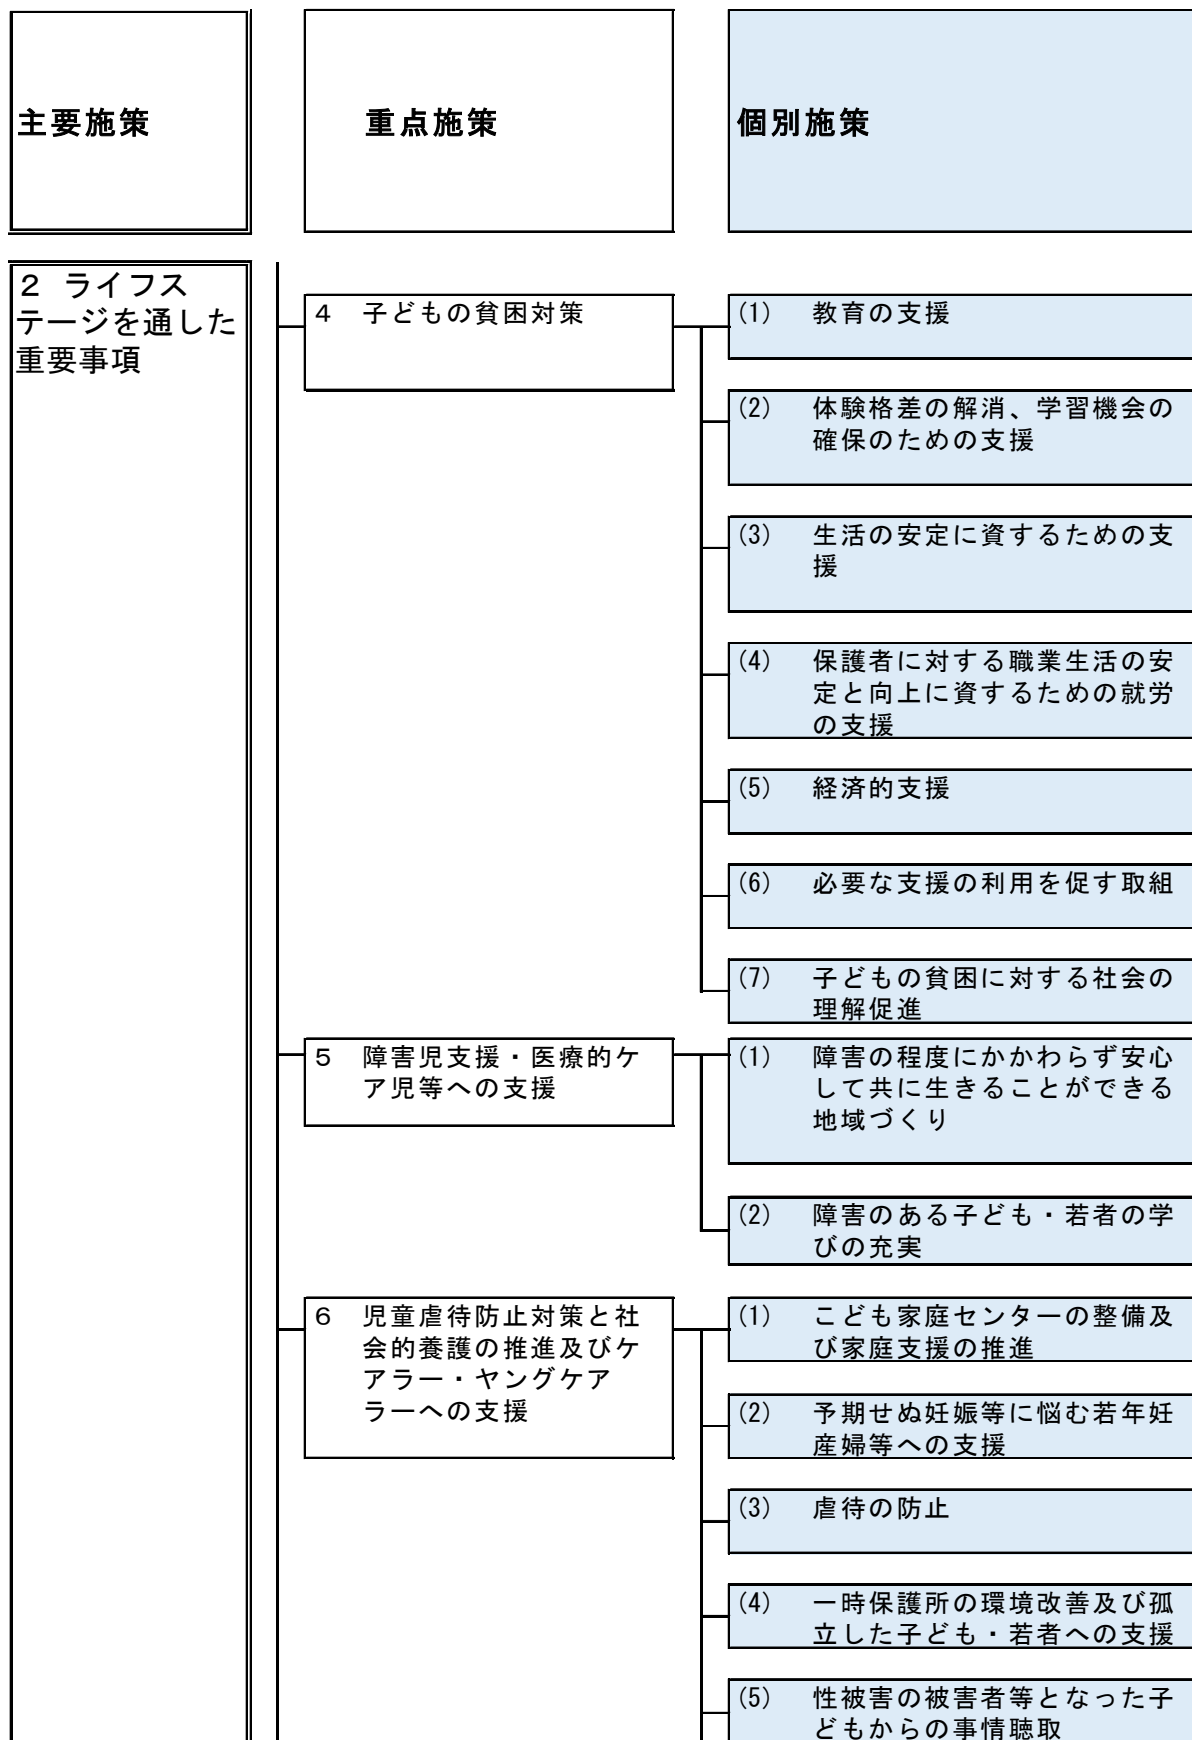 主要施策
重点施策
個別施策
２　ライフス
テージを通した
重要事項
４　子どもの貧困対策
(1)　教育の支援
(2)　体験格差の解消、学習機会の
確保のための支援
(3)　生活の安定に資するための支
援
(4)　保護者に対する職業生活の安
定と向上に資するための就労
の支援
(5)　経済的支援
(6)　必要な支援の利用を促す取組
(7)　子どもの貧困に対する社会の
理解促進
５　障害児支援・医療的ケ
ア児等への支援
(1)　障害の程度にかかわらず安心
して共に生きることができる
地域づくり
(2)　障害のある子ども・若者の学
びの充実
６　児童虐待防止対策と社
会的養護の推進及びケ
アラー・ヤングケア
ラーへの支援
(1)　こども家庭センターの整備及
び家庭支援の推進
(2)　予期せぬ妊娠等に悩む若年妊
産婦等への支援
(3)　虐待の防止
(4)　一時保護所の環境改善及び孤
立した子ども・若者への支援
(5)　性被害の被害者等となった子
どもからの事情聴取